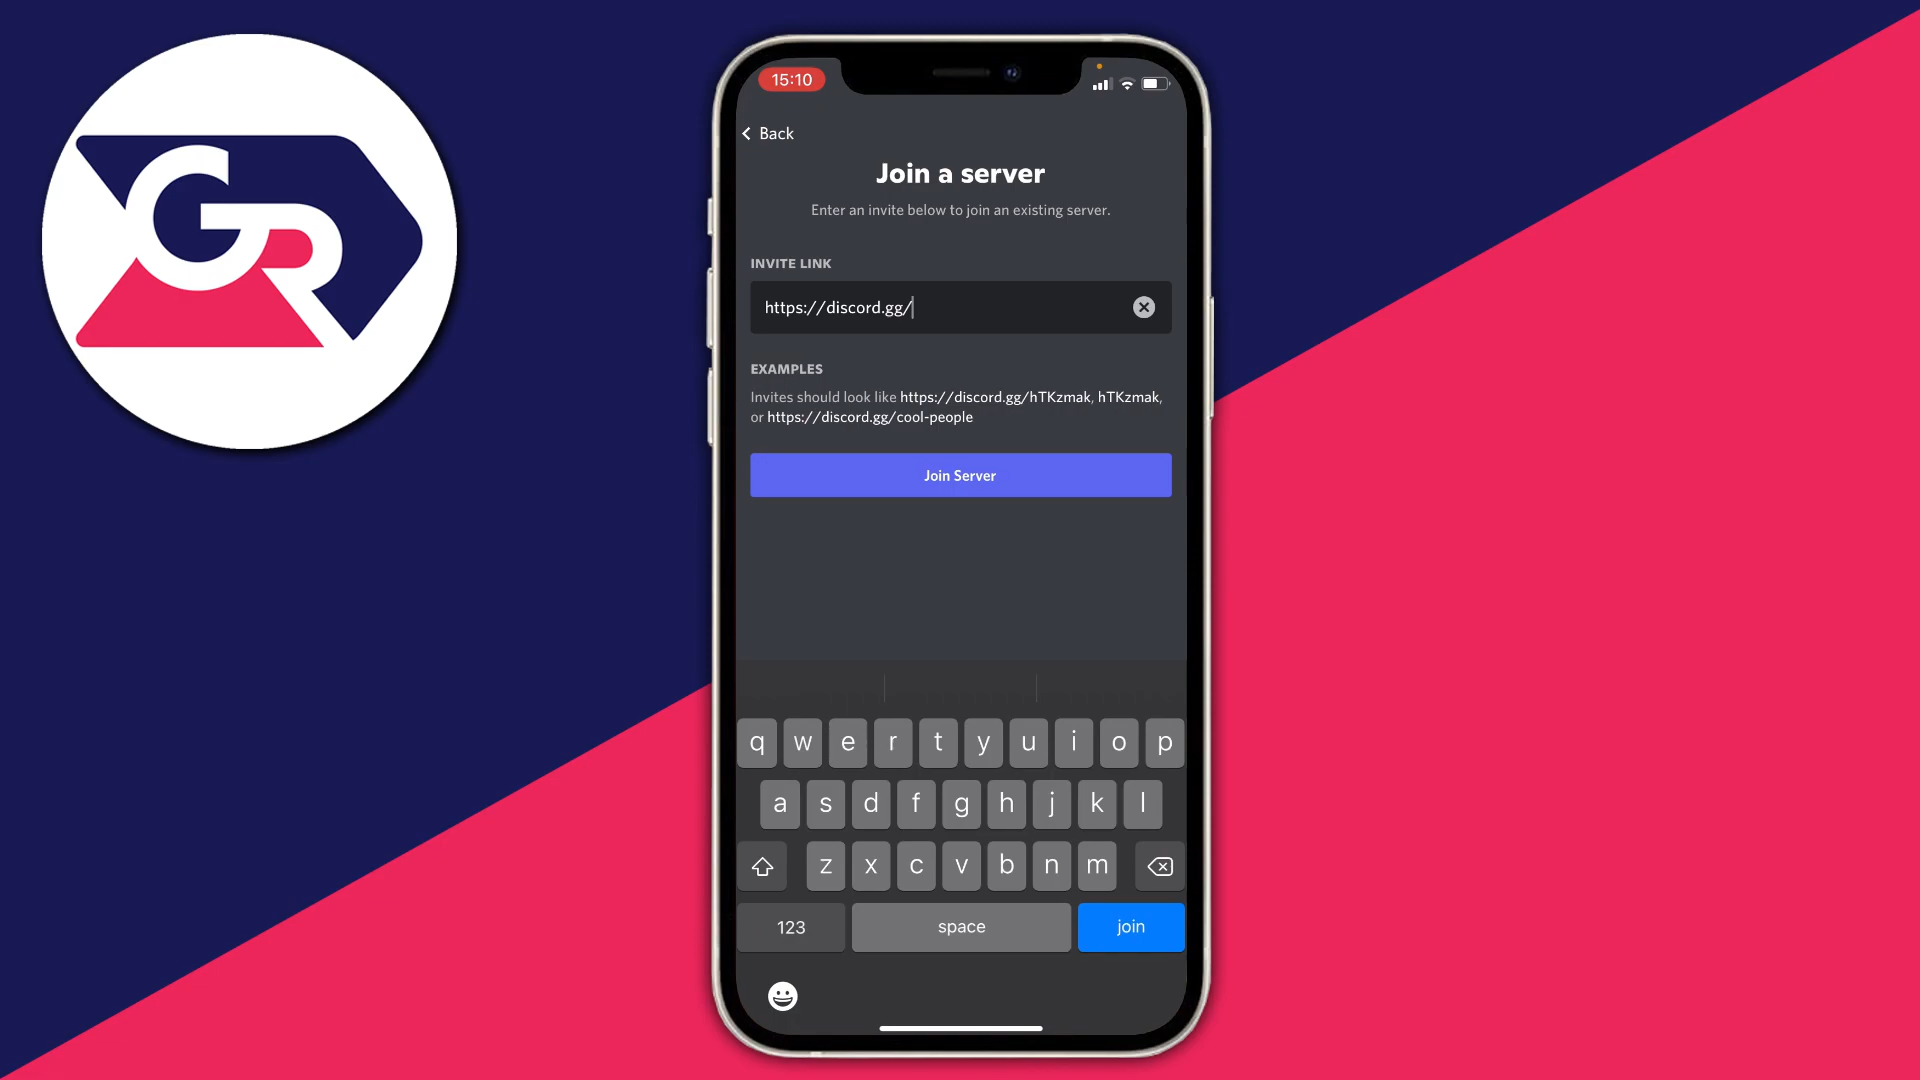 GR
15:10
Back
Join a server
Enter an invite below to join an existing server.
INVITE LINK
https://discord.gg/
EXAMPLES
Invites should look like https://discord.gg/hTKzmak, hTKzmak,
or https://discord.gg/cool-people
Join Server
q w e r t y u i o p
a s d f g h j k l
z x c v b n m
123 space join